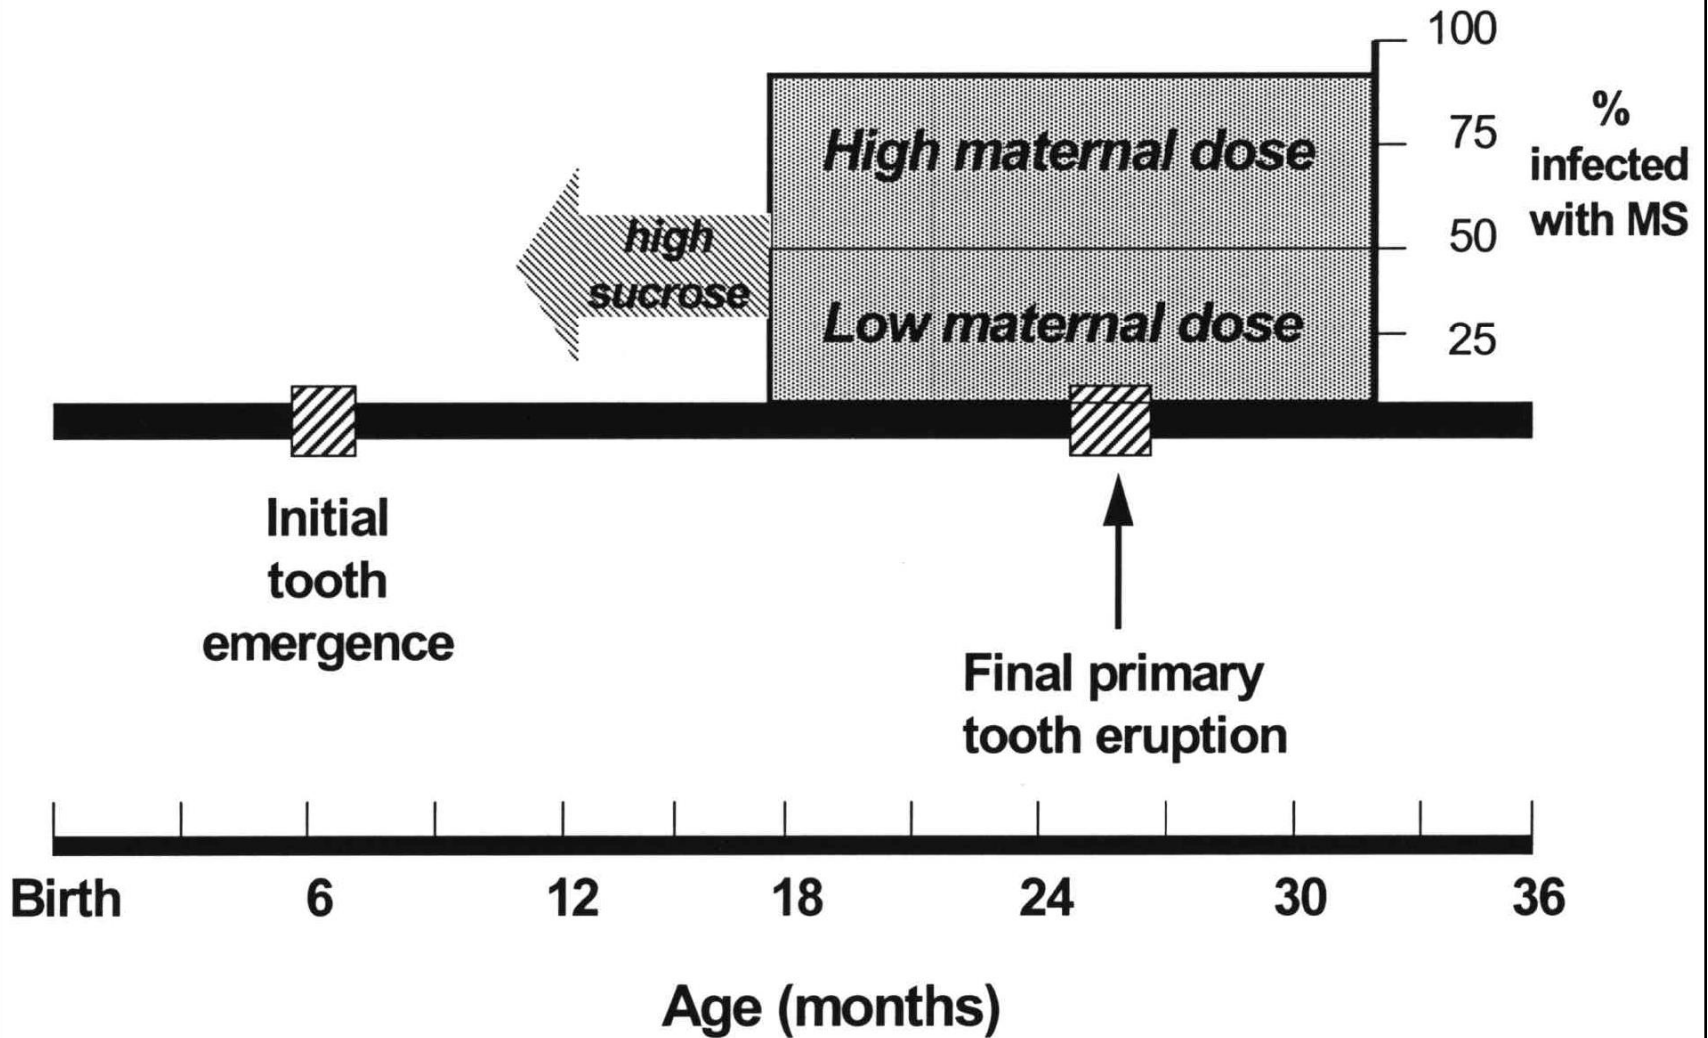 100
75
50
25
%
infected
with MS
High maternal dose
Low maternal dose
high
sucrose
Initial
tooth
emergence
Final primary
tooth eruption
Birth 6 12 18 24 30 36
Age (months)